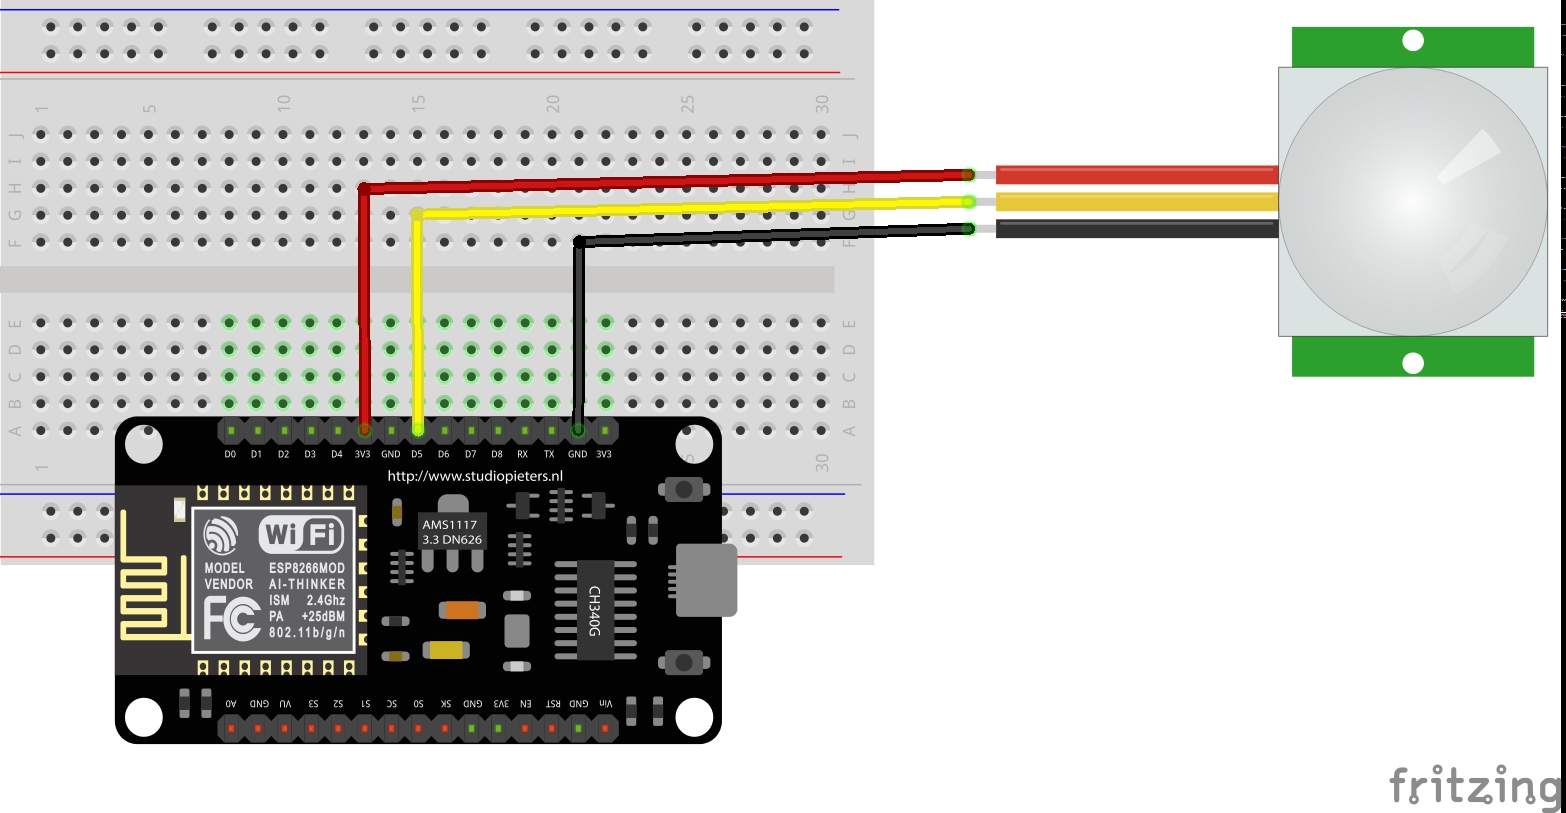 1 5 10 15 20 25 30
J J
I I
H H
G G
F F
E E
D D
C C
B B
A A
D0 D1 D2 D3 D4 3V3 GND D5 D6 D7 D8 RX TX GND 3V3
1 5 30
http://www.studiopieters.nl
AMS1117
3.3 DN626
WiFi
MODEL ESP8266MOD
VENDOR AI-THINKER
ISM 2.4Ghz
PA +25dBM
802.11b/g/n
FC
CH340G
A0 GND VU S3 S2 S1 SC S0 SK GND 3V3 EN RST GND Vin
fritzing